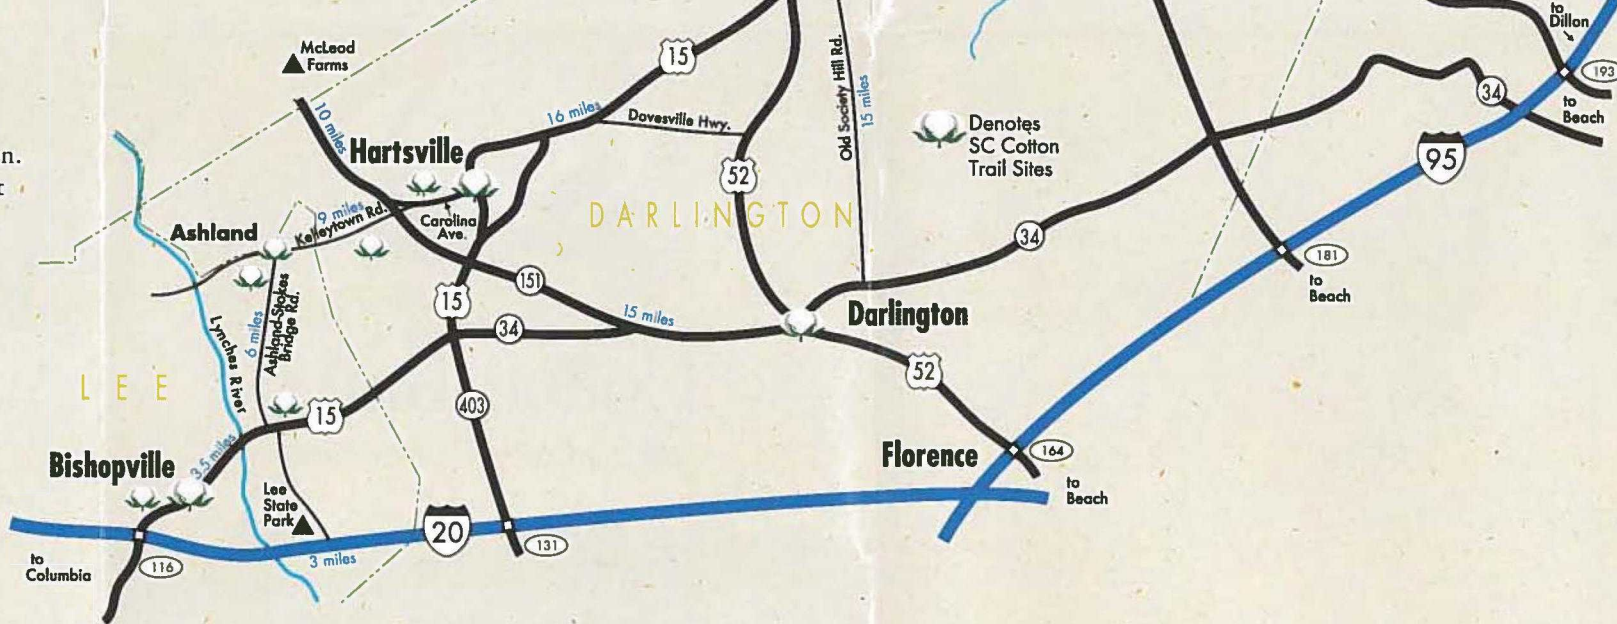 to
Dillon
193
to
Beach
McLeod
Farms
15
Old Society Hill Rd.
15 miles
34
10 miles
16 miles
Dovesville Hwy.
Denotes
SC Cotton
Trail Sites
95
n.
Hartsville
52
DARLINGTON
9 miles
Kelleytown Rd.
Carolina
Ave.
Ashland
34
181
to
Beach
151
15
15 miles
Darlington
34
6 miles
Ashland-Stokes
Bridge Rd.
Lynches River
LEE
52
403
15
Florence
164
to
Beach
Bishopville
3.5 miles
Lee
State
Park
20
131
3 miles
to
Columbia
116